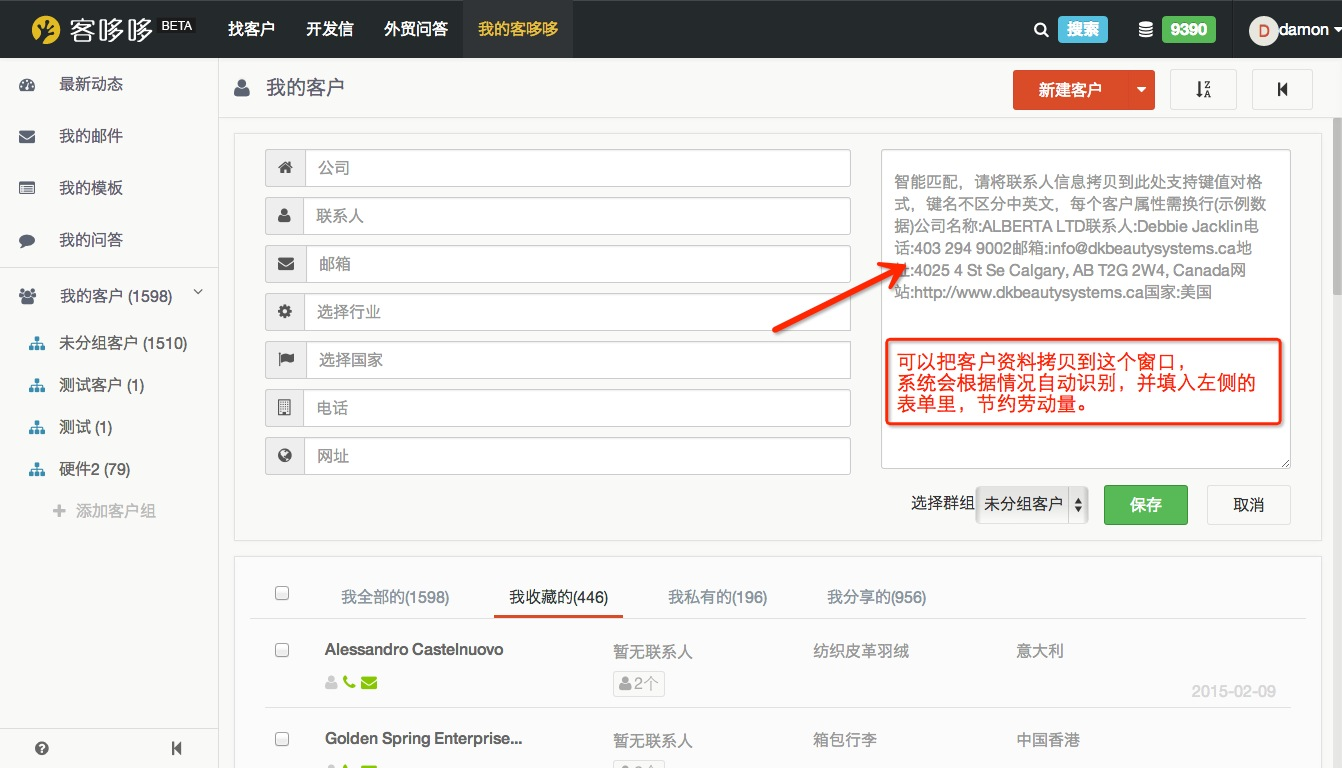 客哆哆 BETA 找客户 开发信 外贸问答 我的客哆哆 搜索 9390 D damon
最新动态
我的邮件
我的模板
我的问答
我的客户 (1598)
未分组客户 (1510)
测试客户 (1)
测试 (1)
硬件2 (79)
添加客户组
我的客户
新建客户
公司
联系人
邮箱
选择行业
选择国家
电话
网址
智能匹配，请将联系人信息拷贝到此处支持键值对格
式，键名不区分中英文，每个客户属性需换行(示例数
据)公司名称:ALBERTA LTD联系人:Debbie Jacklin电
话:403 294 9002邮箱:info@dkbeautysystems.ca地
址:4025 4 St Se Calgary, AB T2G 2W4, Canada网
站:http://www.dkbeautysystems.ca国家:美国
可以把客户资料拷贝到这个窗口，
系统会根据情况自动识别，并填入左侧的
表单里，节约劳动量。
选择群组 未分组客户 保存 取消
我全部的(1598) 我收藏的(446) 我私有的(196) 我分享的(956)
Alessandro Castelnuovo 暂无联系人 纺织皮革羽绒 意大利
2个
2015-02-09
Golden Spring Enterprise... 暂无联系人 箱包行李 中国香港